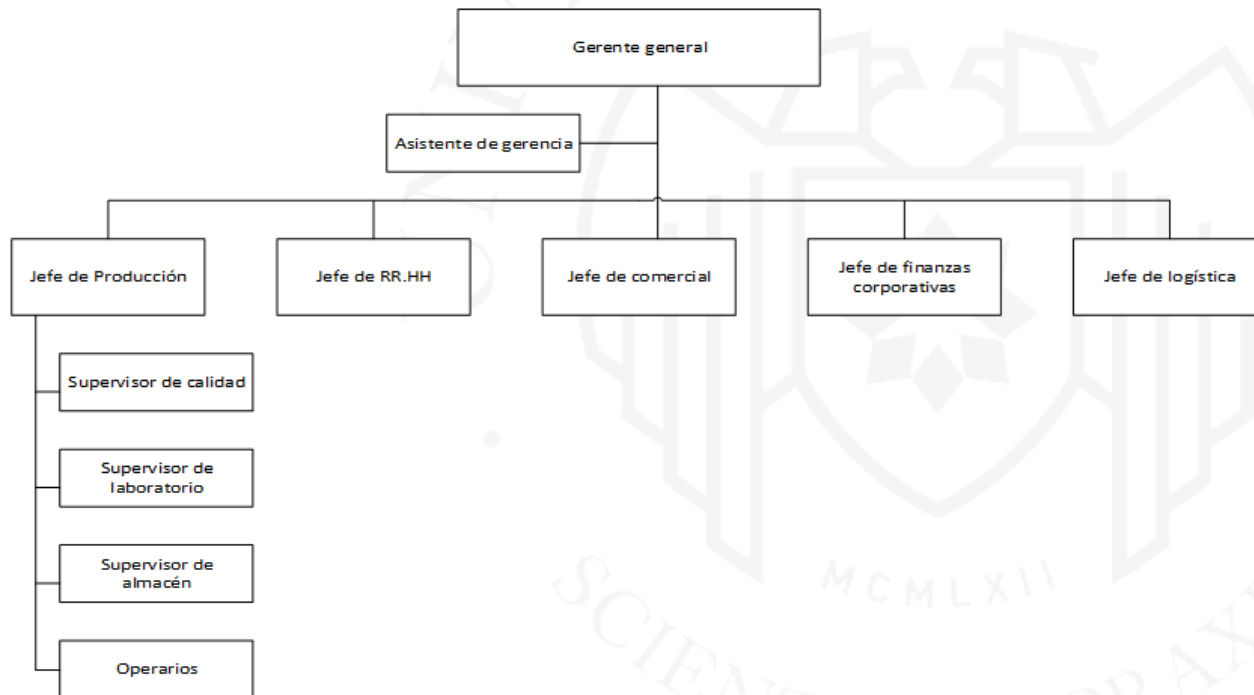 Gerente general
Asistente de gerencia
Jefe de Producción
Jefe de RR.HH
Jefe de comercial
Jefe de finanzas
corporativas
Jefe de logística
Supervisor de calidad
Supervisor de
laboratorio
Supervisor de
almacén
Operarios
MCMLXII